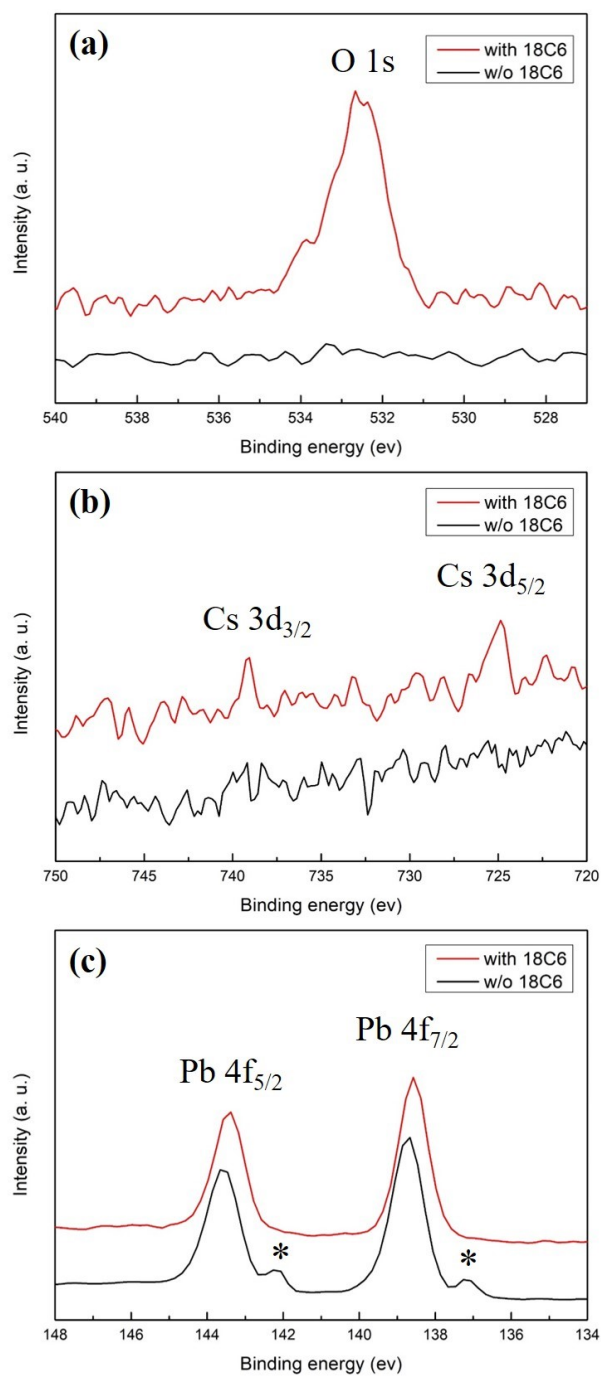 (a)
O 1s
with 18C6
w/o 18C6
Intensity (a. u.)
540 538 536 534 532 530 528
Binding energy (ev)
(b)
with 18C6
w/o 18C6
Cs 3d5/2
Cs 3d3/2
Intensity (a. u.)
750 745 740 735 730 725 720
Binding energy (ev)
(c)
with 18C6
w/o 18C6
Pb 4f7/2
Pb 4f5/2
* *
Intensity (a. u.)
148 146 144 142 140 138 136 134
Binding energy (ev)